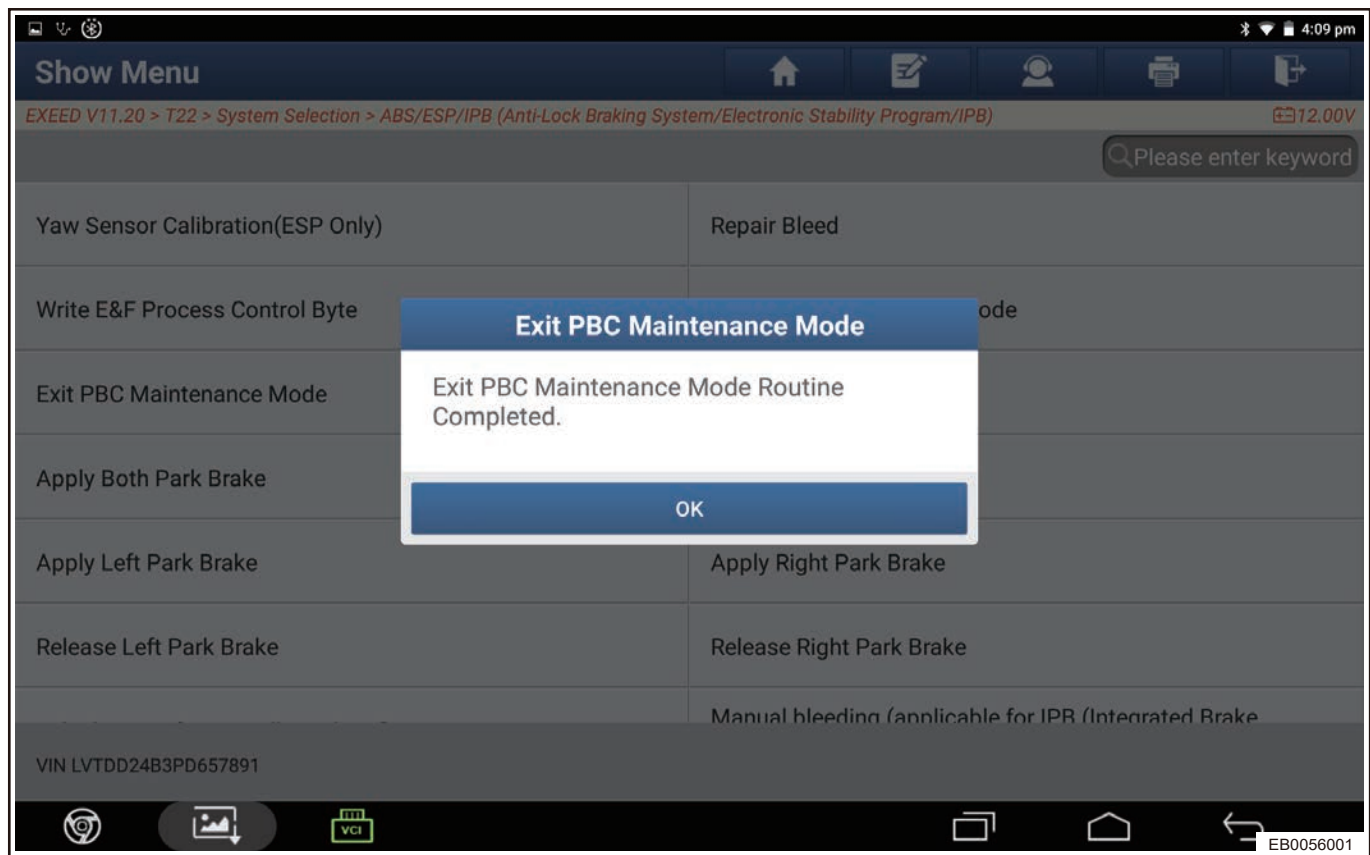 4:09 pm
Show Menu
EXEED V11.20 > T22 > System Selection > ABS/ESP/IPB (Anti-Lock Braking System/Electronic Stability Program/IPB)
12.00V
Please enter keyword
Yaw Sensor Calibration(ESP Only)
Repair Bleed
Write E&F Process Control Byte
ode
Exit PBC Maintenance Mode
Exit PBC Maintenance Mode
Exit PBC Maintenance Mode Routine
Completed.
OK
Apply Both Park Brake
Apply Left Park Brake
Apply Right Park Brake
Release Left Park Brake
Release Right Park Brake
Manual bleeding (applicable for IPB (Integrated Brake
VIN LVTDD24B3PD657891
VCI
EB0056001